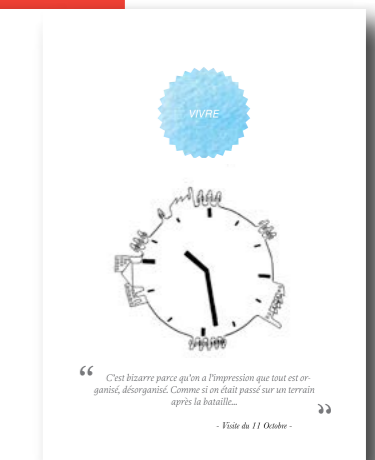 VIVRE
“ C'est bizarre parce qu'on a l'impression que tout est or-
ganisé, désorganisé. Comme si on était passé sur un terrain
après la bataille... ”
- Visite du 11 Octobre -